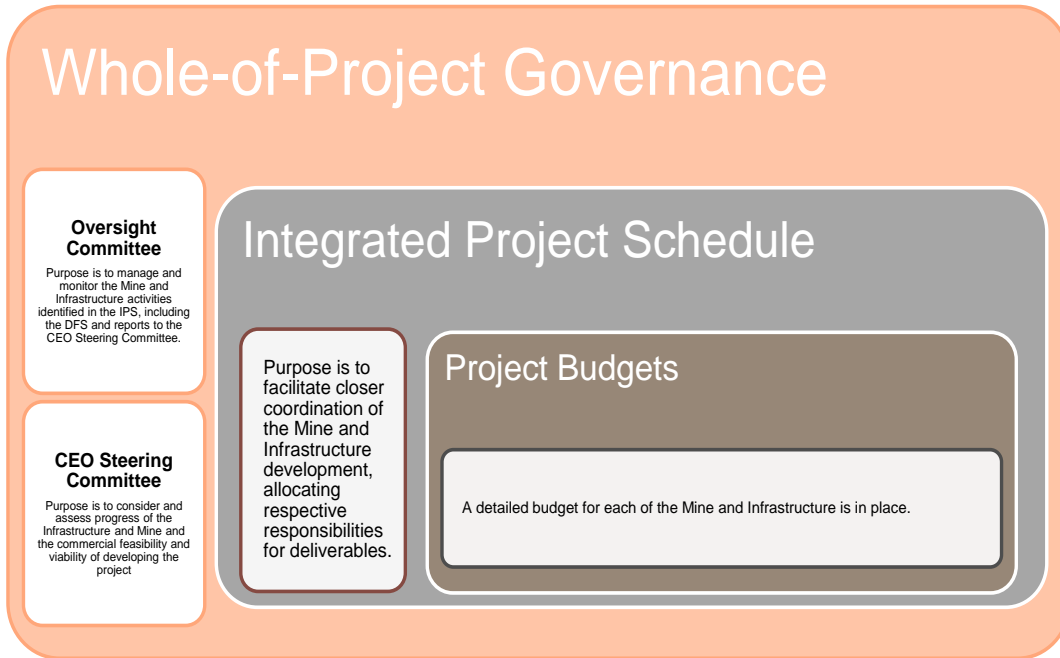 Whole-of-Project Governance
Oversight
Committee
Purpose is to manage and
monitor the Mine and
Infrastructure activities
identified in the IPS, including
the DFS and reports to the
CEO Steering Committee.
CEO Steering
Committee
Purpose is to consider and
assess progress of the
Infrastructure and Mine and
the commercial feasibility and
viability of developing the
project
Integrated Project Schedule
Purpose is to
facilitate closer
coordination of
the Mine and
Infrastructure
development,
allocating
respective
responsibilities
for deliverables.
Project Budgets
A detailed budget for each of the Mine and Infrastructure is in place.